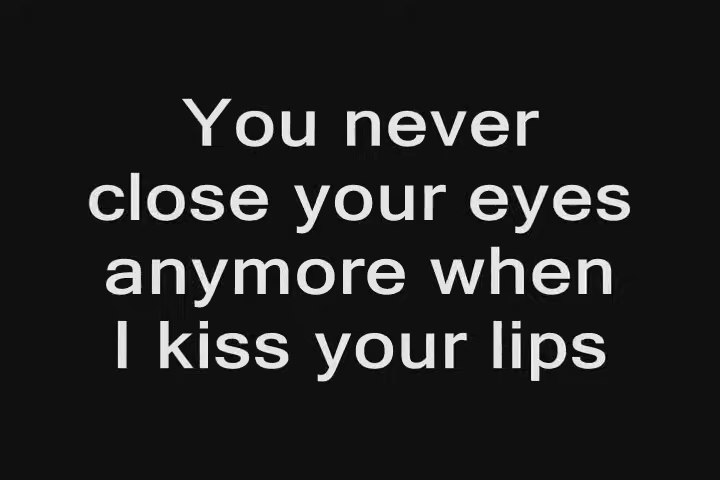 You never
close your eyes
anymore when
I kiss your lips